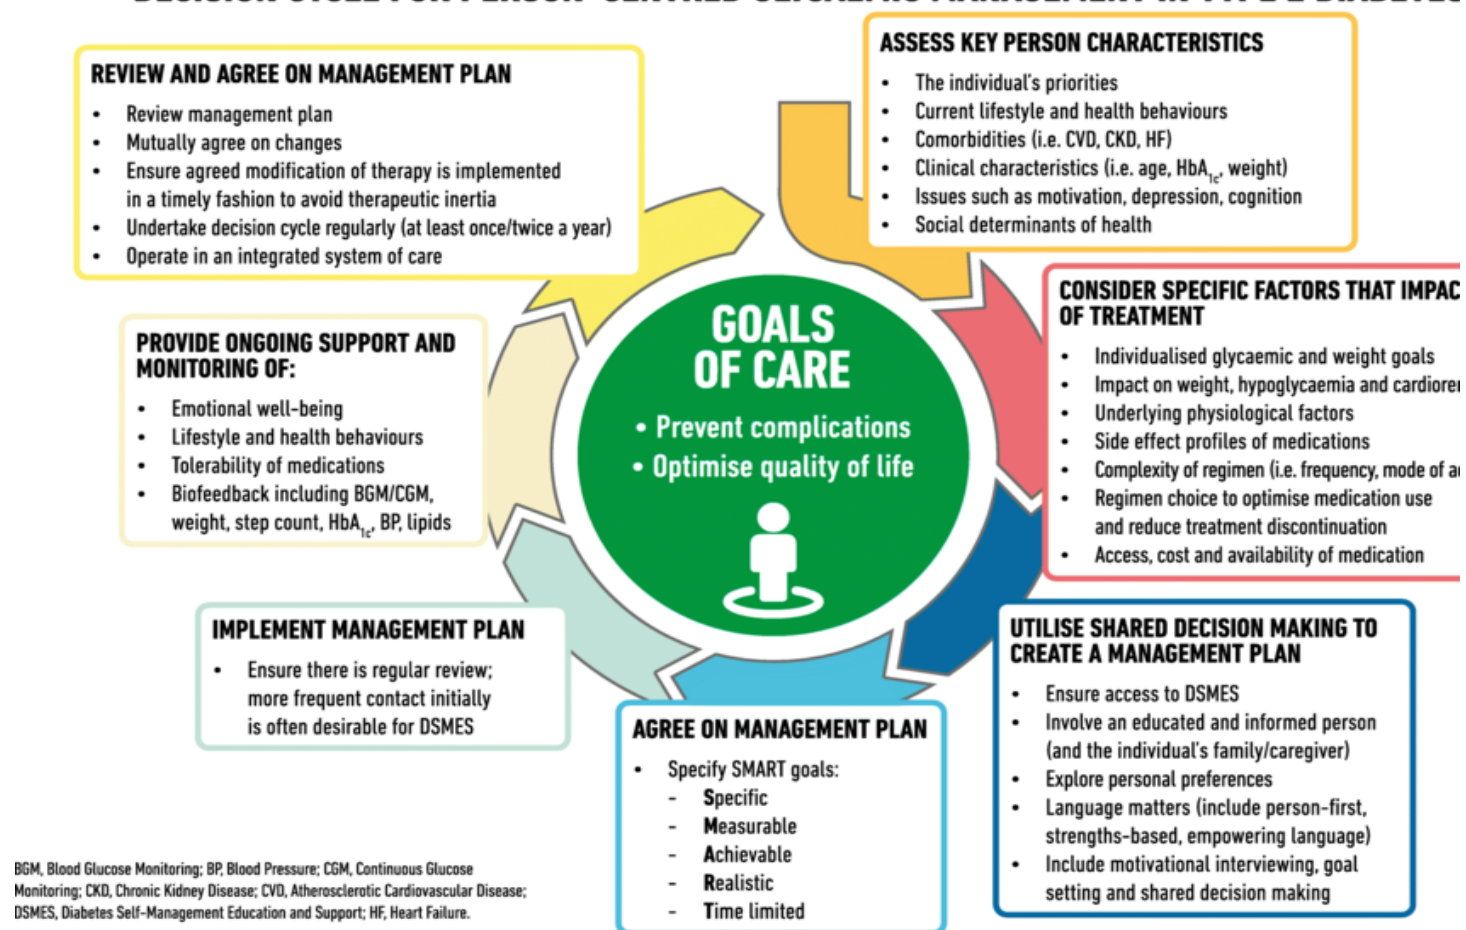 DECISION CYCLE FOR PERSON-CENTRED GLYCAEMIC MANAGEMENT IN TYPE 2 DIABETES
REVIEW AND AGREE ON MANAGEMENT PLAN
• Review management plan
• Mutually agree on changes
• Ensure agreed modification of therapy is implemented
in a timely fashion to avoid therapeutic inertia
• Undertake decision cycle regularly (at least once/twice a year)
• Operate in an integrated system of care
ASSESS KEY PERSON CHARACTERISTICS
• The individual's priorities
• Current lifestyle and health behaviours
• Comorbidities (i.e. CVD, CKD, HF)
• Clinical characteristics (i.e. age, HbA1c, weight)
• Issues such as motivation, depression, cognition
• Social determinants of health
CONSIDER SPECIFIC FACTORS THAT IMPAC
OF TREATMENT
• Individualised glycaemic and weight goals
• Impact on weight, hypoglycaemia and
• Underlying physiological factors
• Side effect profiles of medications
• Complexity of regimen (i.e. frequency, mode of
• Regimen choice to optimise medication use
and reduce treatment discontinuation
• Access, cost and availability of medication
UTILISE SHARED DECISION MAKING TO
CREATE A MANAGEMENT PLAN
• Ensure access to DSMES
• Involve an educated and informed person
(and the individual's family/caregiver)
• Explore personal preferences
• Language matters (include person-first,
strengths-based, empowering language)
• Include motivational interviewing, goal
setting and shared decision making
AGREE ON MANAGEMENT PLAN
• Specify SMART goals:
- Specific
- Measurable
- Achievable
- Realistic
- Time limited
IMPLEMENT MANAGEMENT PLAN
• Ensure there is regular review;
more frequent contact initially
is often desirable for DSMES
PROVIDE ONGOING SUPPORT AND
MONITORING OF:
• Emotional well-being
• Lifestyle and health behaviours
• Tolerability of medications
• Biofeedback including BGM/CGM,
weight, step count, HbA1c, BP, lipids
GOALS
OF CARE
• Prevent complications
• Optimise quality of life
BGM, Blood Glucose Monitoring; BP, Blood Pressure; CGM, Continuous Glucose
Monitoring; CKD, Chronic Kidney Disease; CVD, Atherosclerotic Cardiovascular Disease;
DSMES, Diabetes Self-Management Education and Support; HF, Heart Failure.